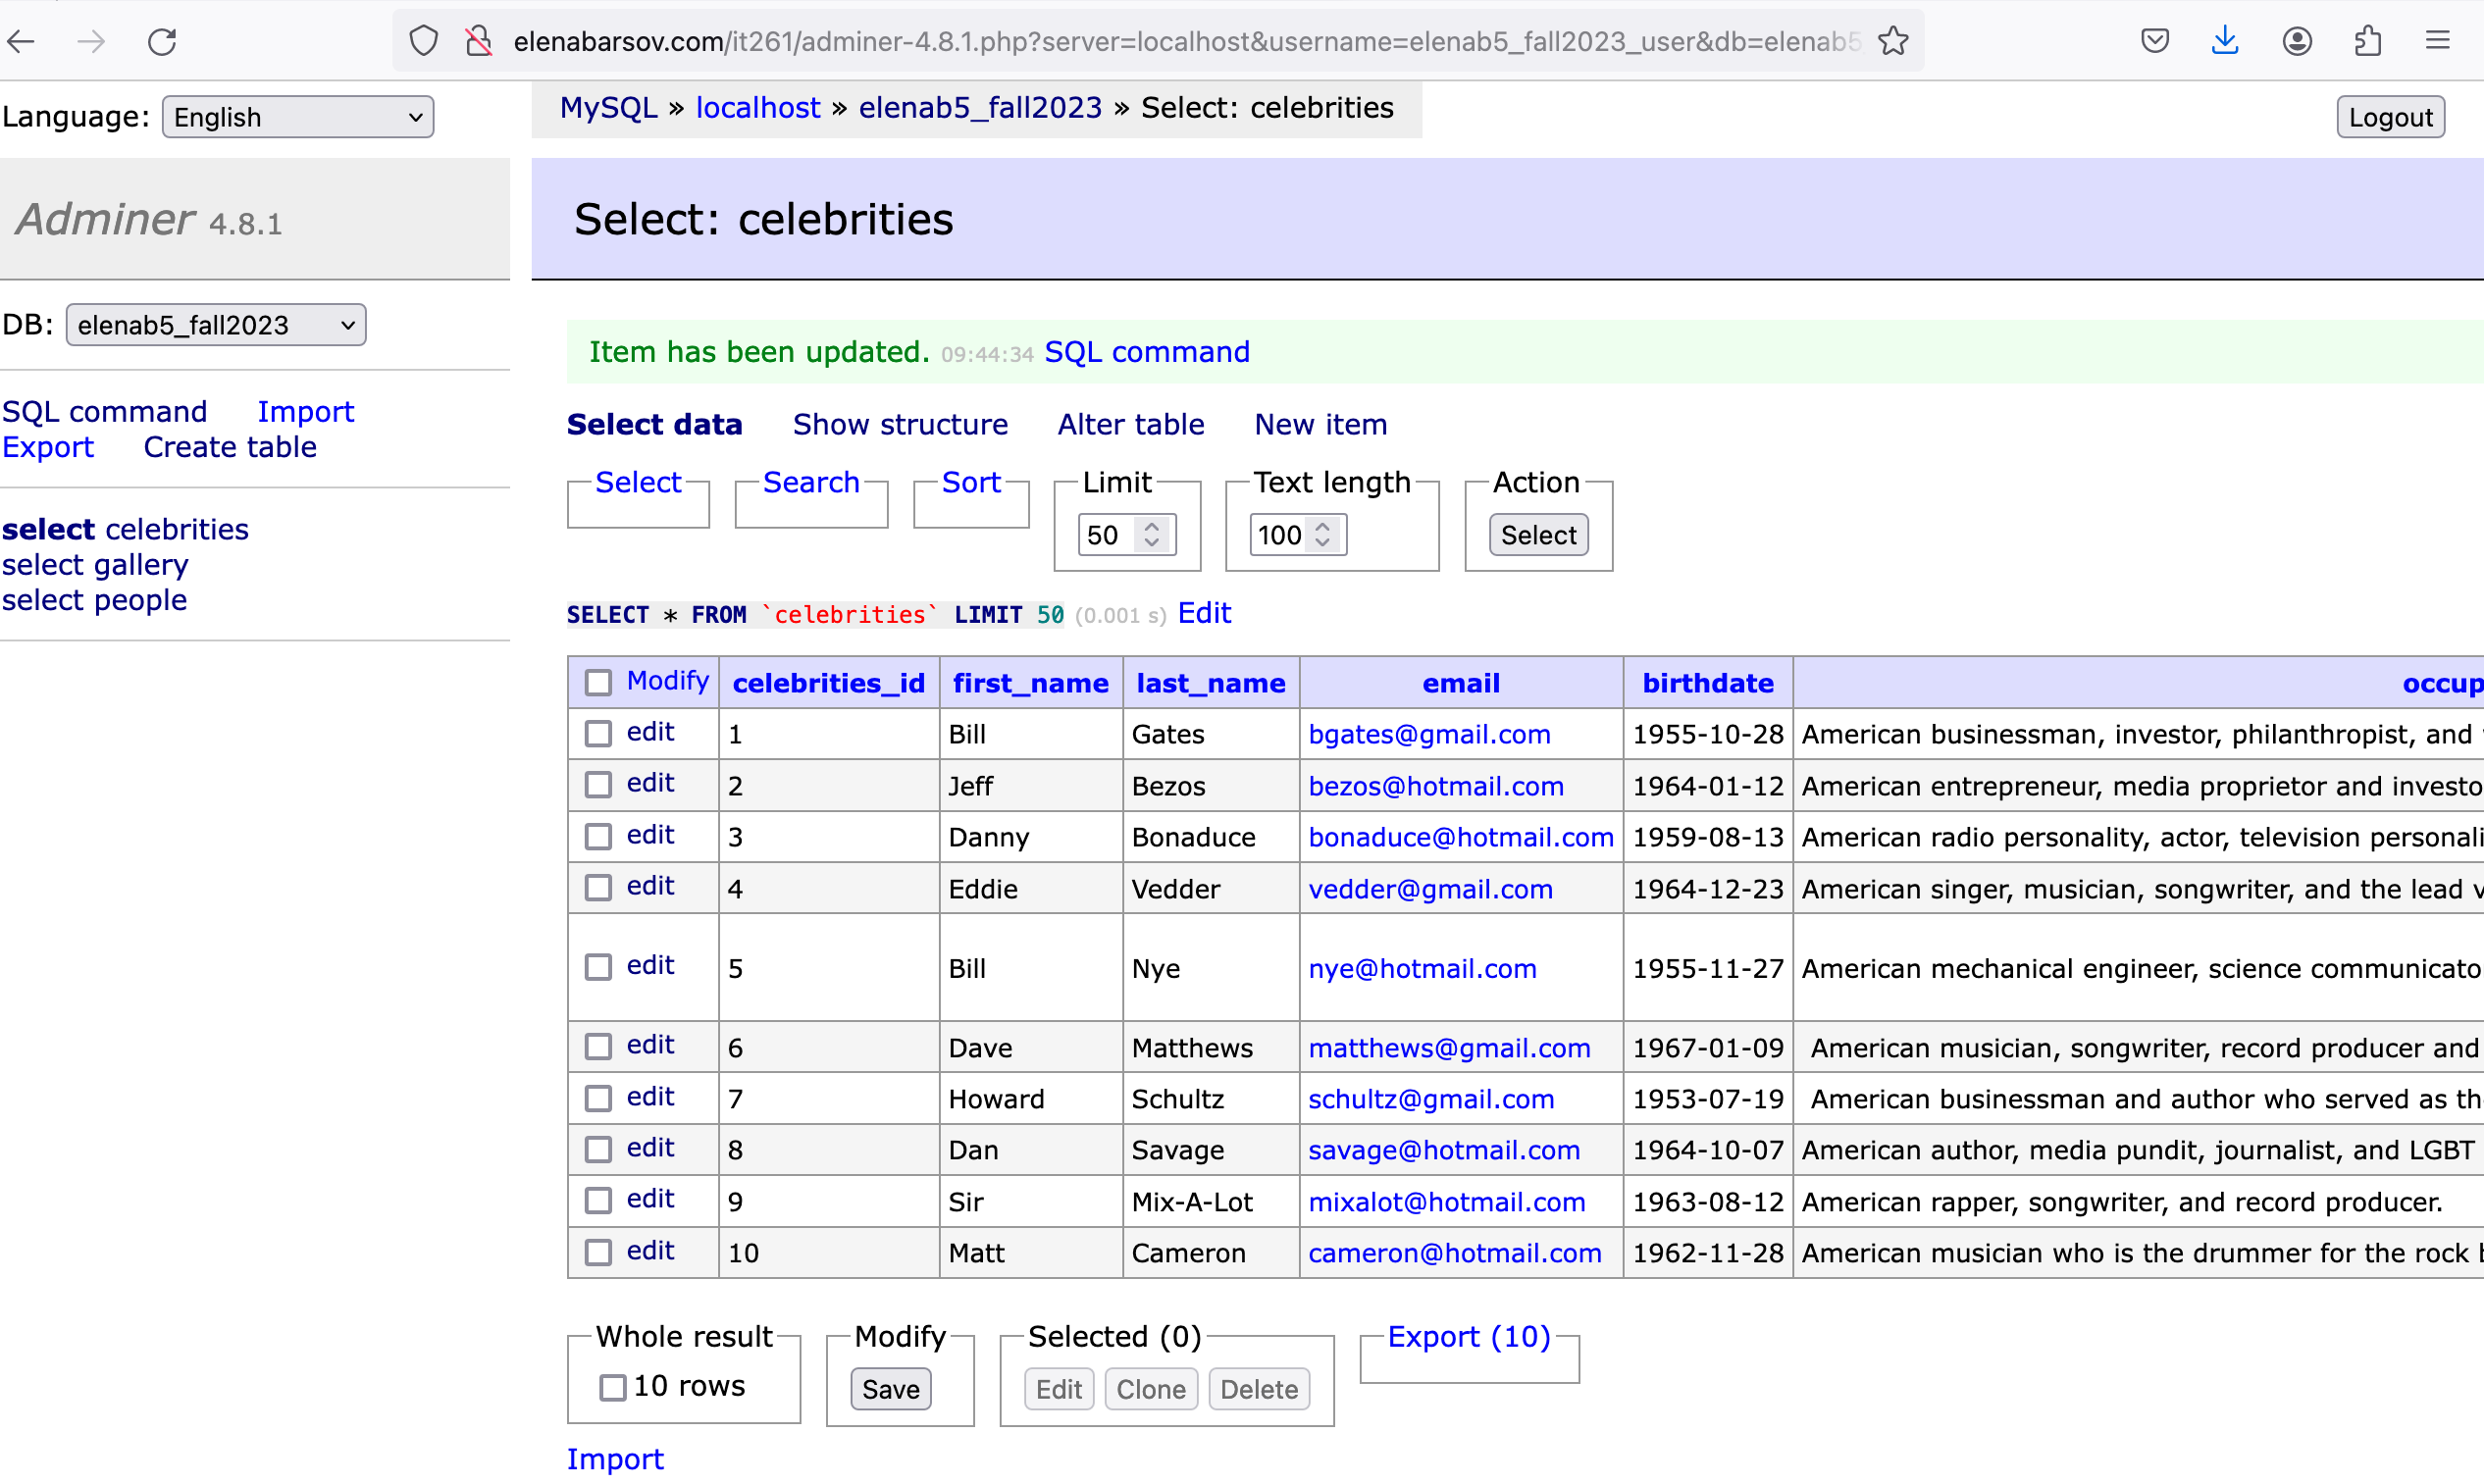 elenabarsov.com/it261/adminer-4.8.1.php?server=localhost&username=elenab5_fall2023_user&db=elenab5
Language: English
MySQL » localhost » elenab5_fall2023 » Select: celebrities
Logout
Adminer 4.8.1
Select: celebrities
DB: elenab5_fall2023
Item has been updated. 09:44:34 SQL command
SQL command Import
Export Create table
select celebrities
select gallery
select people
Select data Show structure Alter table New item
Select Search Sort Limit Text length Action
50 100 Select
SELECT * FROM `celebrities` LIMIT 50 (0.001 s) Edit
Modify celebrities_id first_name last_name email birthdate occup
edit 1 Bill Gates bgates@gmail.com 1955-10-28 American businessman, investor, philanthropist, and
edit 2 Jeff Bezos bezos@hotmail.com 1964-01-12 American entrepreneur, media proprietor and investo
edit 3 Danny Bonaduce bonaduce@hotmail.com 1959-08-13 American radio personality, actor, television personali
edit 4 Eddie Vedder vedder@gmail.com 1964-12-23 American singer, musician, songwriter, and the lead v
edit 5 Bill Nye nye@hotmail.com 1955-11-27 American mechanical engineer, science communicato
edit 6 Dave Matthews matthews@gmail.com 1967-01-09 American musician, songwriter, record producer and
edit 7 Howard Schultz schultz@gmail.com 1953-07-19 American businessman and author who served as th
edit 8 Dan Savage savage@hotmail.com 1964-10-07 American author, media pundit, journalist, and LGBT
edit 9 Sir Mix-A-Lot mixalot@hotmail.com 1963-08-12 American rapper, songwriter, and record producer.
edit 10 Matt Cameron cameron@hotmail.com 1962-11-28 American musician who is the drummer for the rock
Whole result Modify Selected (0) Export (10)
10 rows Save Edit Clone Delete
Import